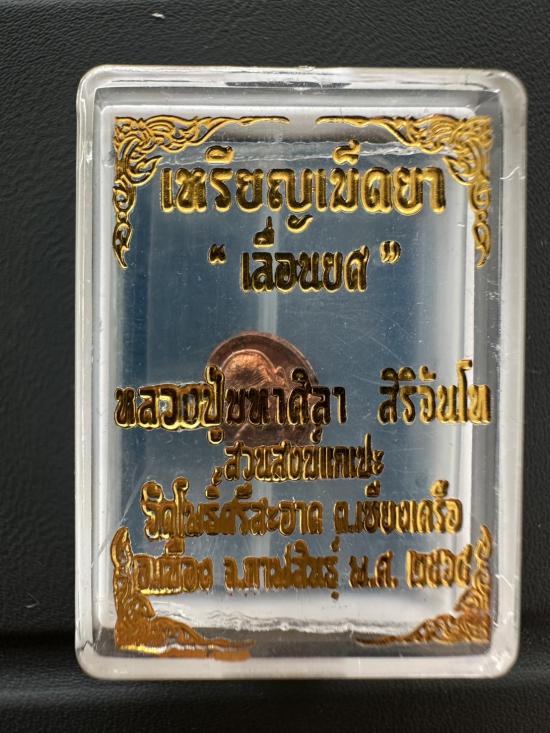 เหรียญเม็ดยา
“ เลื่อนยศ ”
หลวงปู่มหาศิลา สิริจันโท
สวนสงฆ์แกเปะ
วัดโพธิ์ศรีสะอาด ต.เชียงเครือ
อ.เมือง จ.กาฬสินธุ์ พ.ศ. ๒๕๖๔